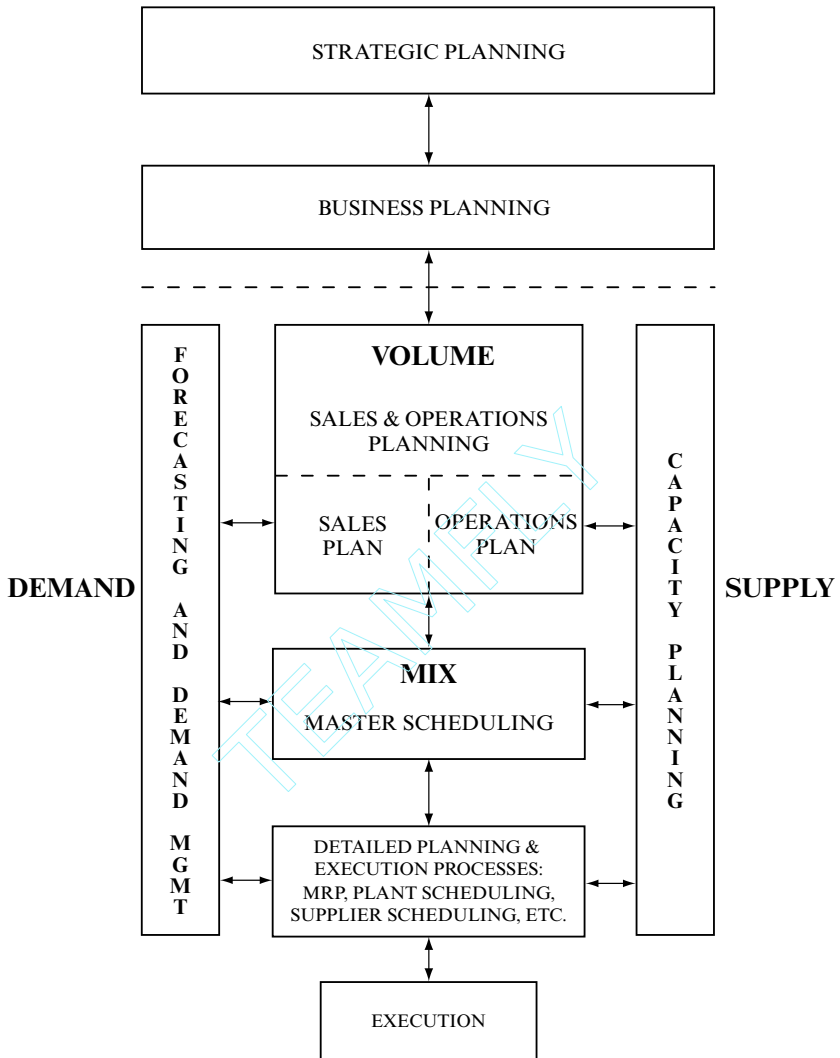 STRATEGIC PLANNING
BUSINESS PLANNING
FORECASTING AND DEMAND MGMT
VOLUME
SALES & OPERATIONS
PLANNING
SALES
PLAN
OPERATIONS
PLAN
CAPACITY PLANNING
DEMAND
SUPPLY
MIX
MASTER SCHEDULING
DETAILED PLANNING &
EXECUTION PROCESSES:
MRP, PLANT SCHEDULING,
SUPPLIER SCHEDULING, ETC.
EXECUTION
TEAMFLY